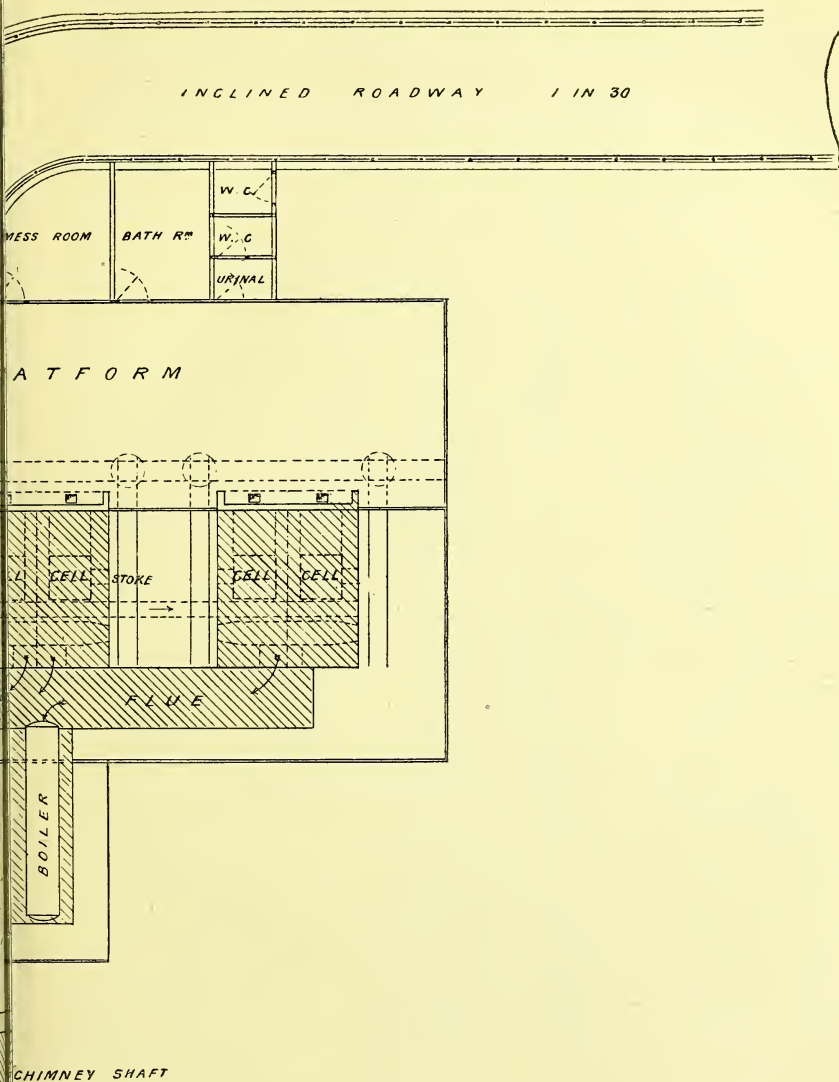 INCLINED ROADWAY 1 IN 30
W.C.
MESS ROOM BATH RM W.C
URINAL
ATFORM
CELL STOKE CELL CELL
FLUE
BOILER
CHIMNEY SHAFT